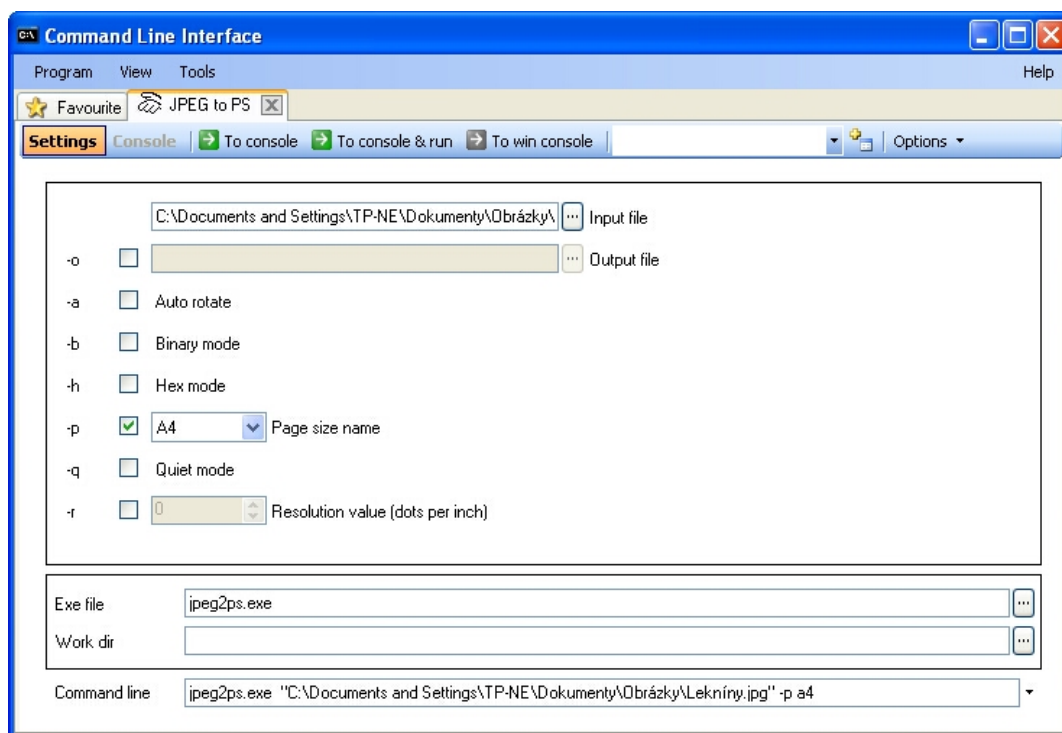 C:\ Command Line Interface
Program View Tools Help
Favourite JPEG to PS
Settings Console To console To console & run To win console Options
C:\Documents and Settings\TP-NE\Dokumenty\Obrázky\ ... Input file
-o ... Output file
-a Auto rotate
-b Binary mode
-h Hex mode
-p A4 Page size name
-q Quiet mode
-r 0 Resolution value (dots per inch)
Exe file jpeg2ps.exe ...
Work dir ...
Command line jpeg2ps.exe "C:\Documents and Settings\TP-NE\Dokumenty\Obrázky\Lekníny.jpg" -p a4